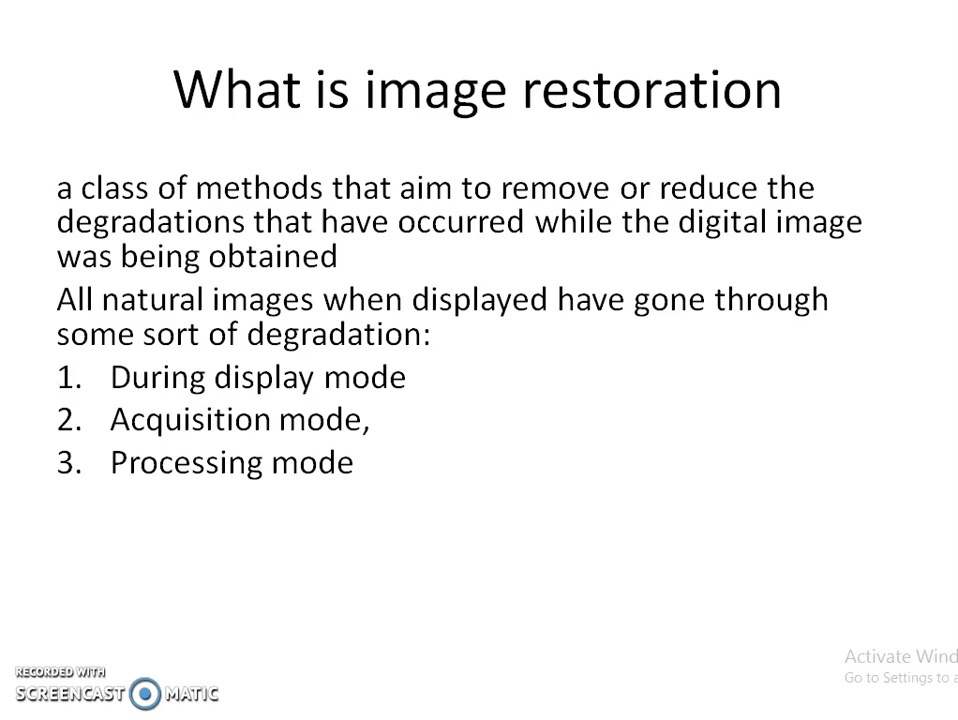 What is image restoration
a class of methods that aim to remove or reduce the
degradations that have occurred while the digital image
was being obtained
All natural images when displayed have gone through
some sort of degradation:
1. During display mode
2. Acquisition mode,
3. Processing mode
Activate Wind
Go to Settings to a
RECORDED WITH
SCREENCAST MATIC